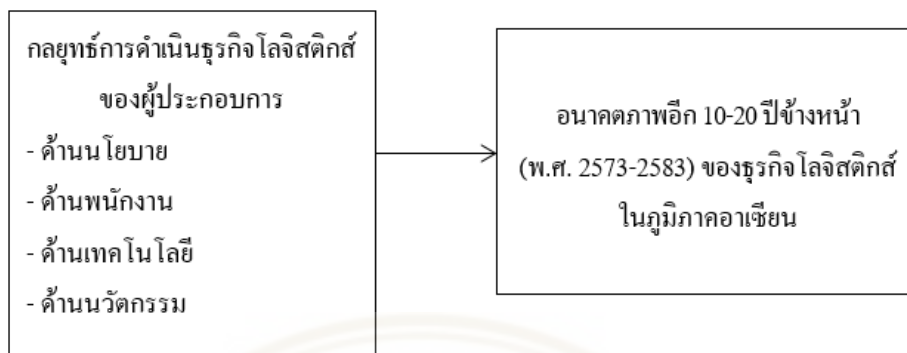 กลยุทธ์การดำเนินธุรกิจโลจิสติกส์
ของผู้ประกอบการ
- ด้านนโยบาย
- ด้านพนักงาน
- ด้านเทคโนโลยี
- ด้านนวัตกรรม
อนาคตภาพอีก 10-20 ปีข้างหน้า
(พ.ศ. 2573-2583) ของธุรกิจโลจิสติกส์
ในภูมิภาคอาเซียน